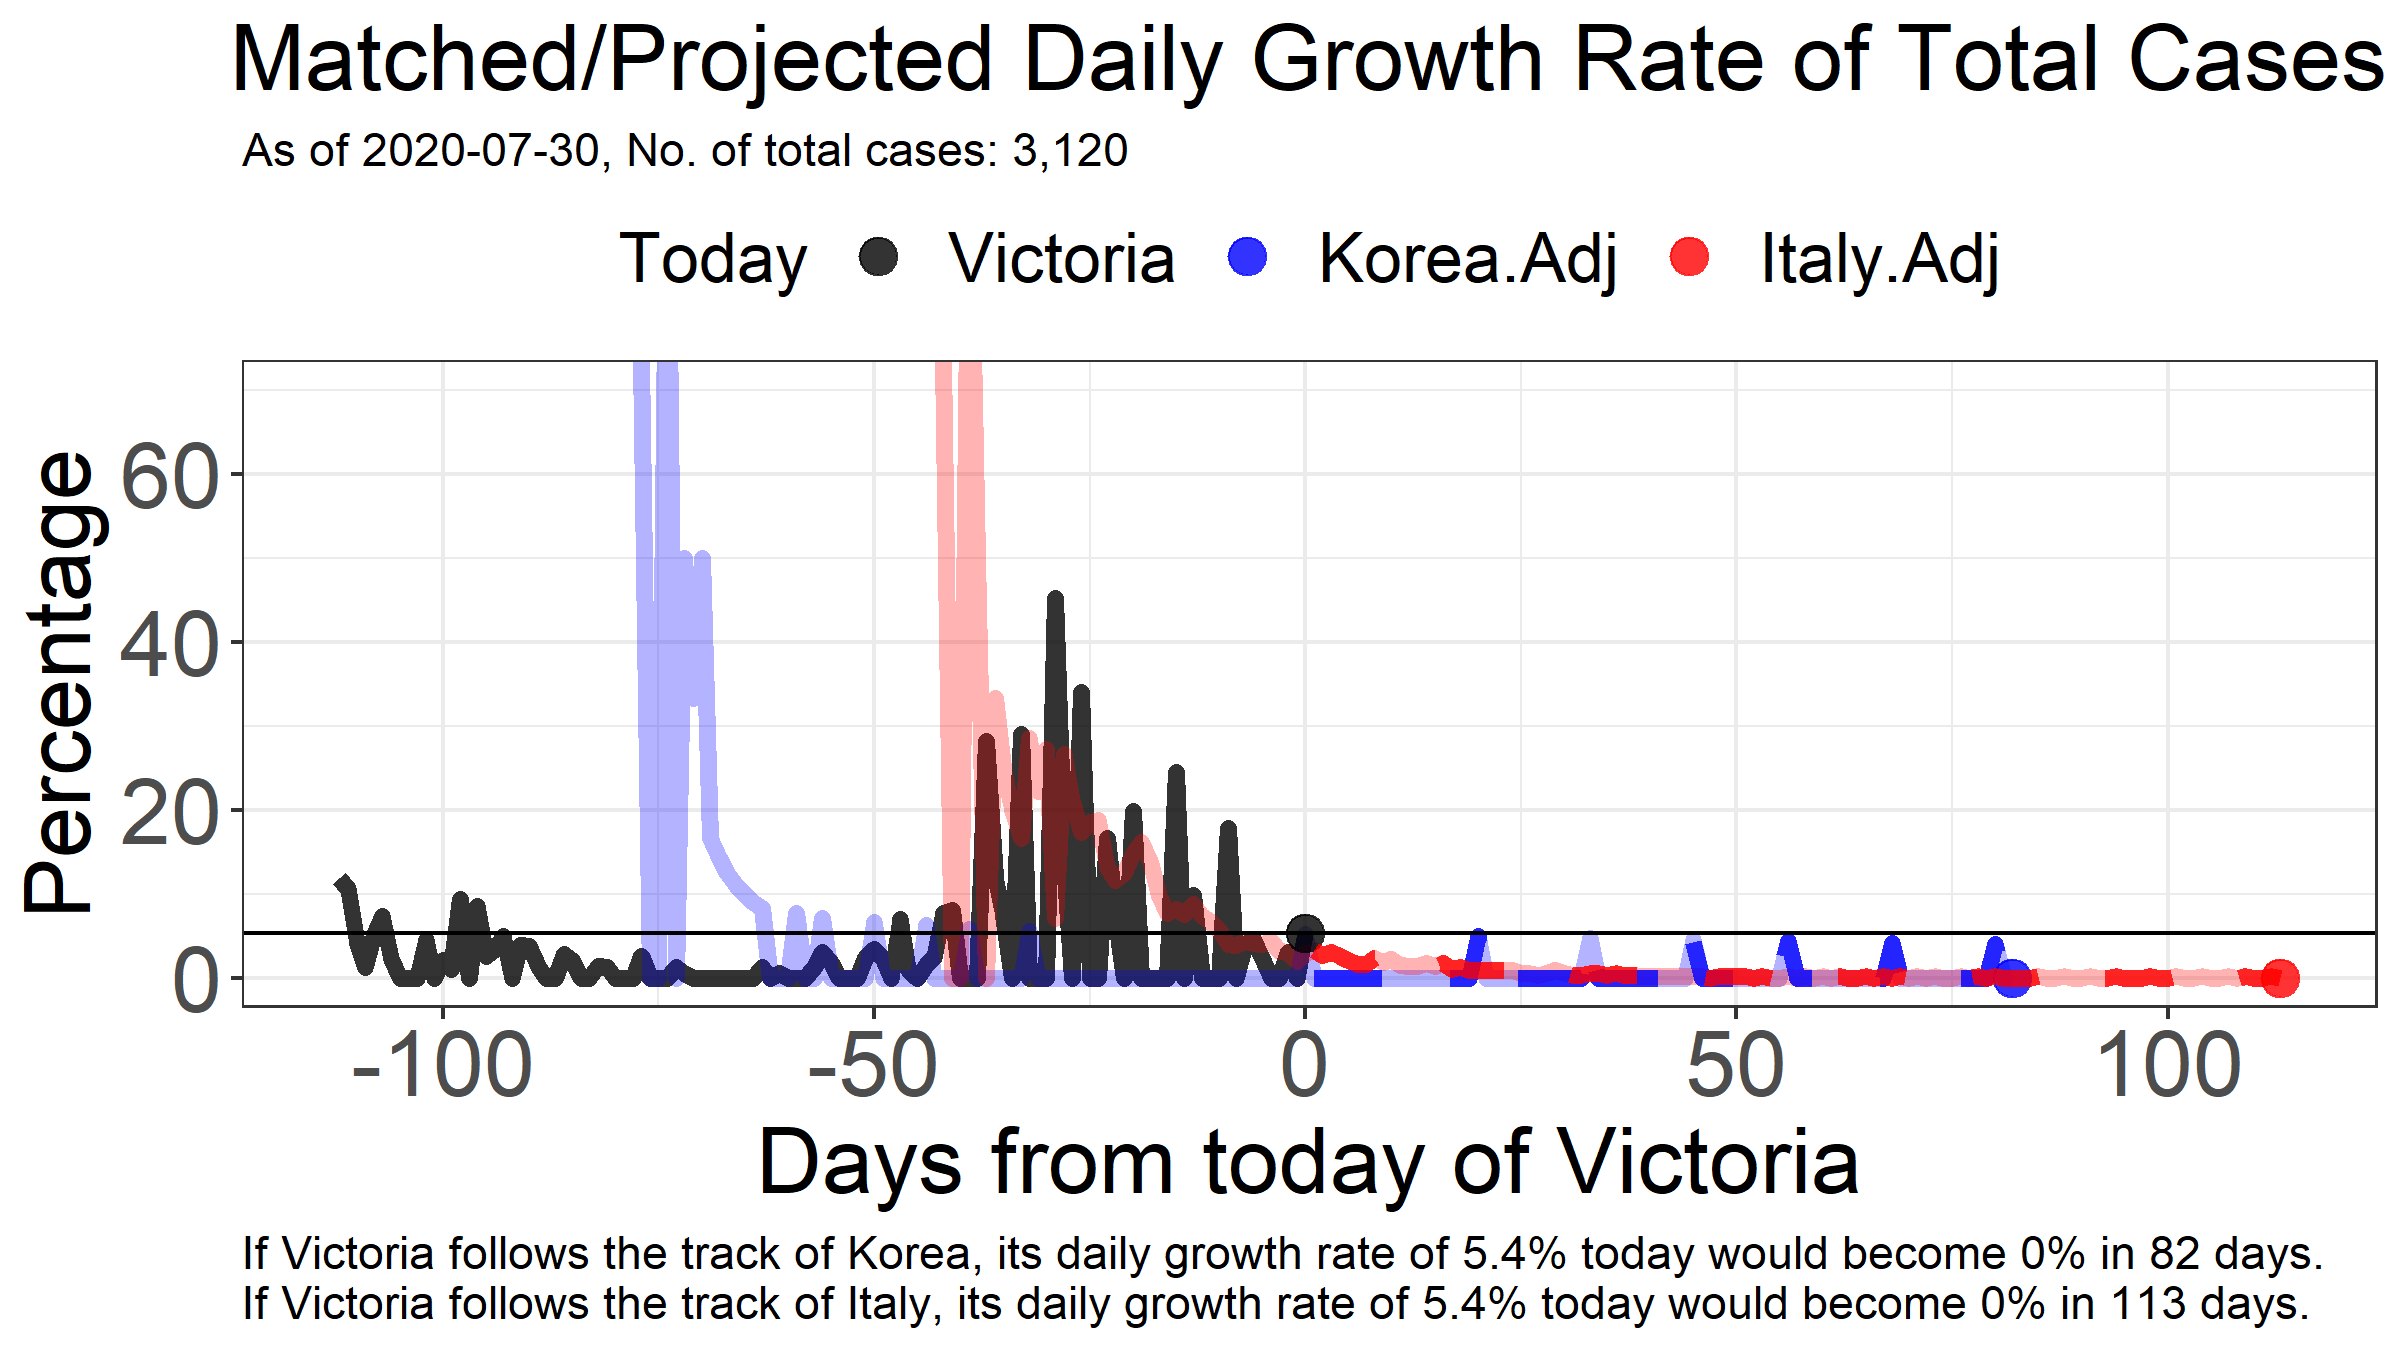 Matched/Projected Daily Growth Rate of Total Cases
As of 2020-07-30, No. of total cases: 3,120
Today Victoria Korea.Adj Italy.Adj
Percentage
60
40
20
0
-100 -50 0 50 100
Days from today of Victoria
If Victoria follows the track of Korea, its daily growth rate of 5.4% today would become 0% in 82 days.
If Victoria follows the track of Italy, its daily growth rate of 5.4% today would become 0% in 113 days.